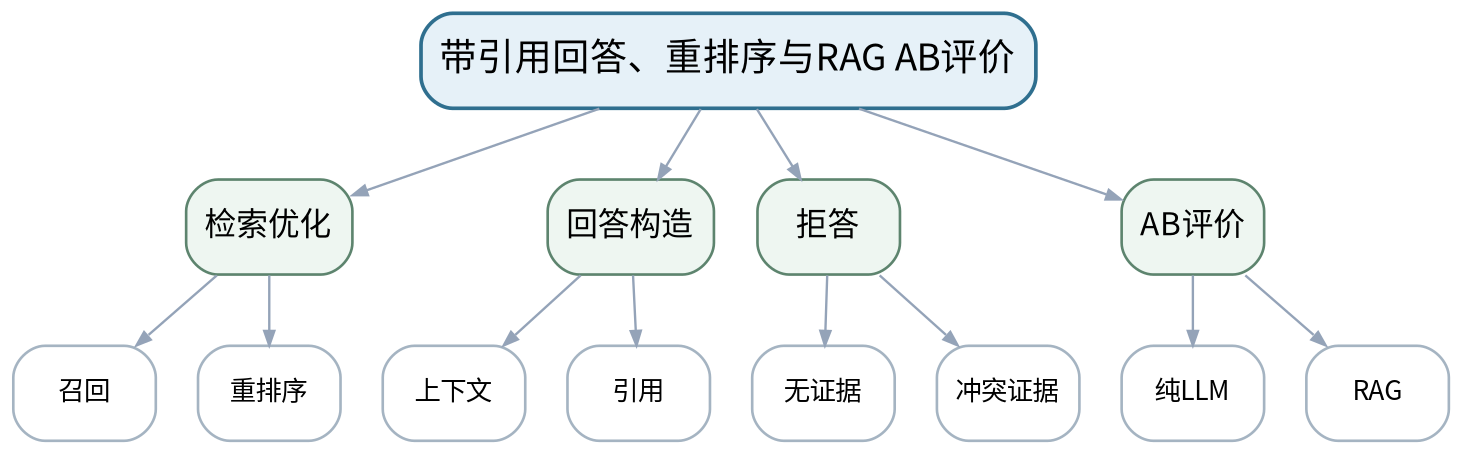 带引用回答、重排序与RAG AB评价
检索优化
回答构造
拒答
AB评价
召回
重排序
上下文
引用
无证据
冲突证据
纯LLM
RAG